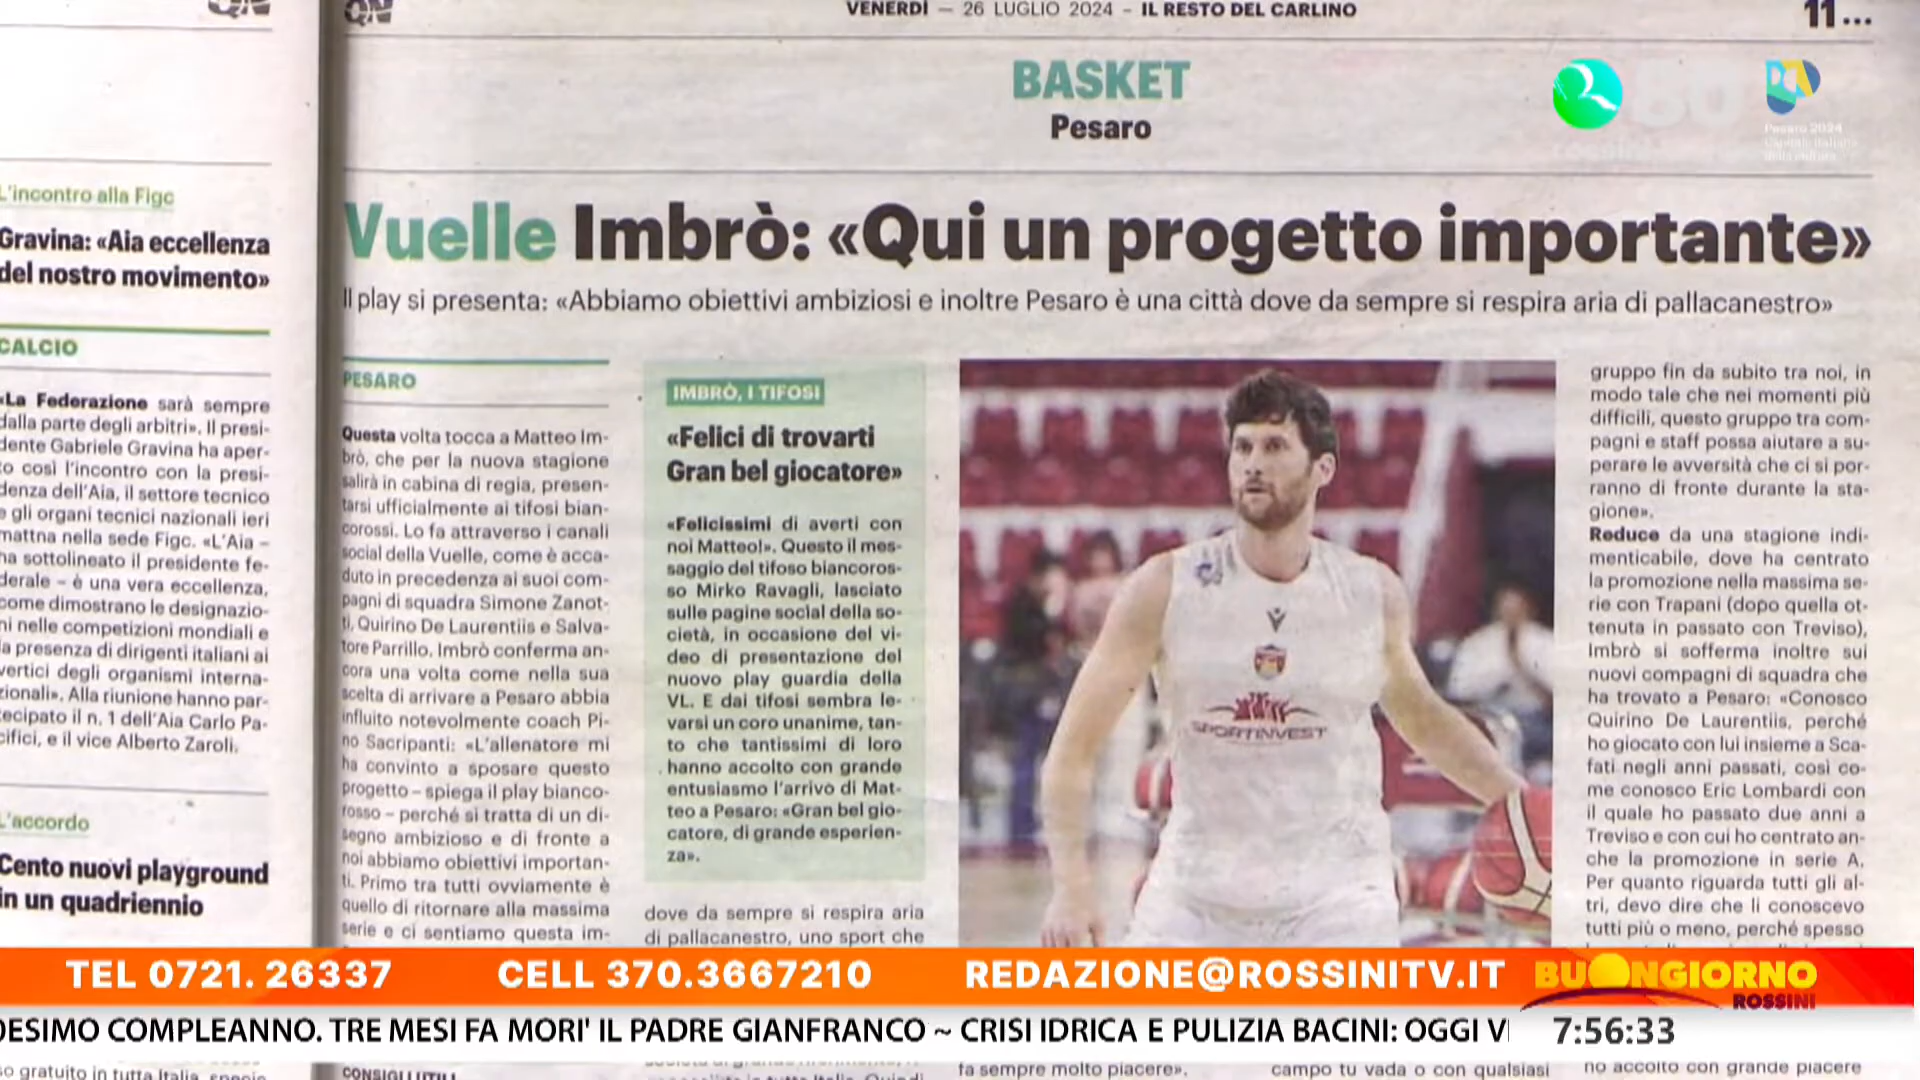 QN
QN
VENERDÌ — 26 LUGLIO 2024 – IL RESTO DEL CARLINO
11...
BASKET
Pesaro
Pesaro 2024
L'incontro alla Figc
Gravina: «Aia eccellenza
del nostro movimento»
CALCIO
«La Federazione sarà sempre
dalla parte degli arbitri». Il presi-
dente Gabriele Gravina ha aper-
to così l'incontro con la presi-
denza dell'Aia, il settore tecnico
e gli organi tecnici nazionali ieri
mattna nella sede Figc. «L'Aia –
ha sottolineato il presidente fe-
derale – è una vera eccellenza,
come dimostrano le designazio-
ni nelle competizioni mondiali e
la presenza di dirigenti italiani ai
vertici degli organismi interna-
zionali». Alla riunione hanno par-
tecipato il n. 1 dell'Aia Carlo Pa-
cifici, e il vice Alberto Zaroli.
L'accordo
Cento nuovi playground
in un quadriennio
Vuelle Imbrò: «Qui un progetto importante»
Il play si presenta: «Abbiamo obiettivi ambiziosi e inoltre Pesaro è una città dove da sempre si respira aria di pallacanestro»
PESARO
Questa volta tocca a Matteo Im-
brò, che per la nuova stagione
salirà in cabina di regia, presen-
tarsi ufficialmente ai tifosi bian-
corossi. Lo fa attraverso i canali
social della Vuelle, come è acca-
duto in precedenza ai suoi com-
pagni di squadra Simone Zanot-
ti, Quirino De Laurentiis e Salva-
tore Parrillo. Imbrò conferma an-
cora una volta come nella sua
scelta di arrivare a Pesaro abbia
influito notevolmente coach Pi-
no Sacripanti: «L'allenatore mi
ha convinto a sposare questo
progetto – spiega il play bianco-
rosso – perché si tratta di un di-
segno ambizioso e di fronte a
noi abbiamo obiettivi importan-
ti. Primo tra tutti ovviamente è
quello di ritornare alla massima
serie e ci sentiamo questa im-
IMBRÒ, I TIFOSI
«Felici di trovarti
Gran bel giocatore»
«Felicissimi di averti con
noi Matteo!». Questo il mes-
saggio del tifoso biancoros-
so Mirko Ravagli, lasciato
sulle pagine social della so-
cietà, in occasione del vi-
deo di presentazione del
nuovo play guardia della
VL. E dai tifosi sembra le-
varsi un coro unanime, tan-
to che tantissimi di loro
hanno accolto con grande
entusiasmo l'arrivo di Mat-
teo a Pesaro: «Gran bel gio-
catore, di grande esperien-
za».
dove da sempre si respira aria
di pallacanestro, uno sport che
SPORTINVEST
gruppo fin da subito tra noi, in
modo tale che nei momenti più
difficili, questo gruppo tra com-
pagni e staff possa aiutare a su-
perare le avversità che ci si por-
ranno di fronte durante la sta-
gione».
Reduce da una stagione indi-
menticabile, dove ha centrato
la promozione nella massima se-
rie con Trapani (dopo quella ot-
tenuta in passato con Treviso),
Imbrò si sofferma inoltre sui
nuovi compagni di squadra che
ha trovato a Pesaro: «Conosco
Quirino De Laurentiis, perché
ho giocato con lui insieme a Sca-
fati negli anni passati, così co-
me conosco Eric Lombardi con
il quale ho passato due anni a
Treviso e con cui ho centrato an-
che la promozione in serie A.
Per quanto riguarda tutti gli al-
tri, devo dire che li conoscevo
tutti più o meno, perché spesso
TEL 0721. 26337 CELL 370.3667210 REDAZIONE@ROSSINITV.IT
BUONGIORNO
ROSSINI
DESIMO COMPLEANNO. TRE MESI FA MORI' IL PADRE GIANFRANCO ~ CRISI IDRICA E PULIZIA BACINI: OGGI V
7:56:33
so gratuito in tutta Italia
CONSIGLI UTILI
fa sempre molto piacere».
campo tu vada o con qualsiasi
no accolto con grande piacere